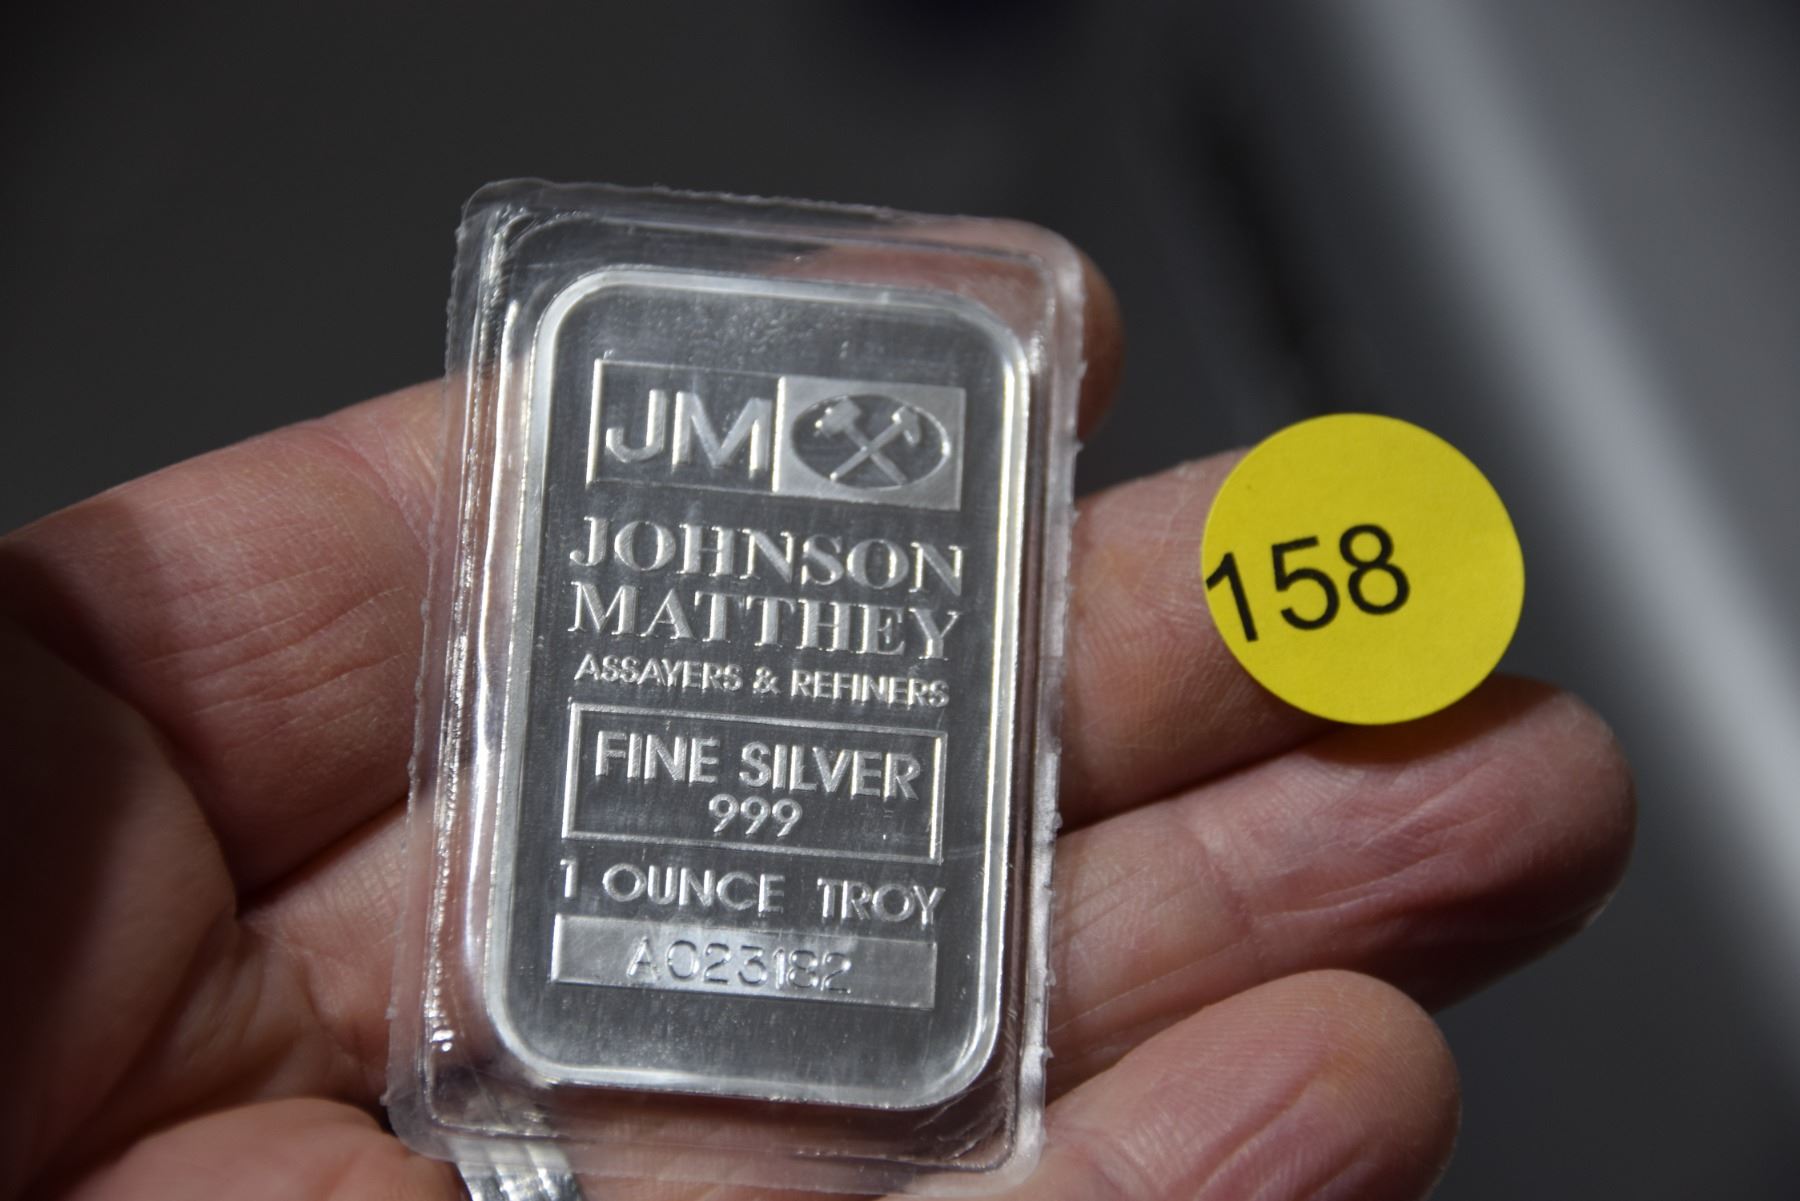 JM
JOHNSON
MATTHEY
ASSAYERS & REFINERS
FINE SILVER
999
1 OUNCE TROY
A023182
158